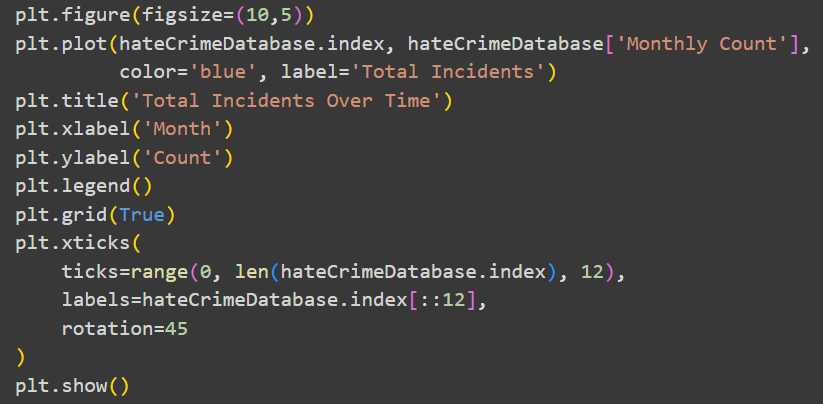 plt.figure(figsize=(10,5))
plt.plot(hateCrimeDatabase.index, hateCrimeDatabase['Monthly Count'],
         color='blue', label='Total Incidents')
plt.title('Total Incidents Over Time')
plt.xlabel('Month')
plt.ylabel('Count')
plt.legend()
plt.grid(True)
plt.xticks(
    ticks=range(0, len(hateCrimeDatabase.index), 12),
    labels=hateCrimeDatabase.index[::12],
    rotation=45
)
plt.show()